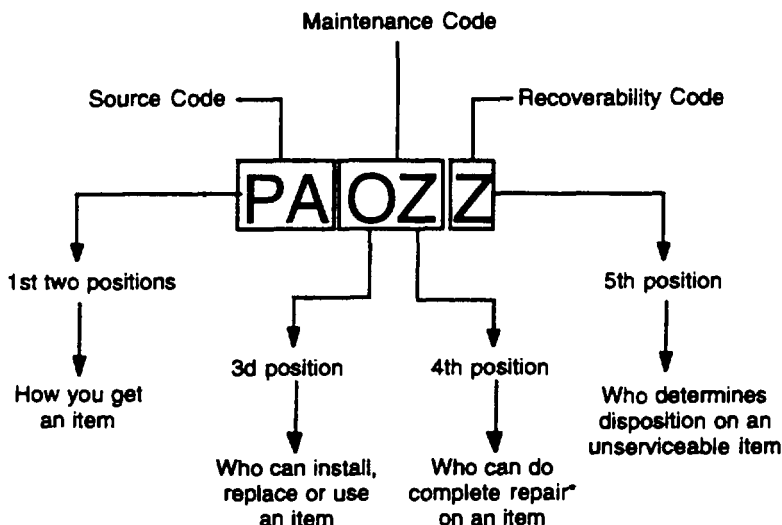 Maintenance Code
Source Code
Recoverability Code
PA OZ Z
1st two positions
5th position
3d position
4th position
How you get
an item
Who determines
disposition on an
unserviceable item
Who can install,
replace or use
an item
Who can do
complete repair*
on an item